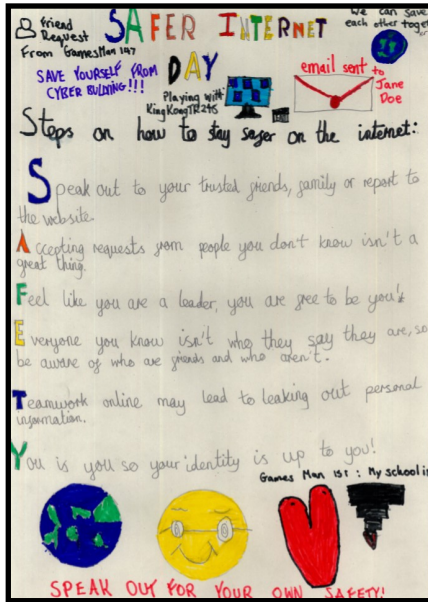 Friend Request
From GamesMan 147
SAFER INTERNET
DAY
We can save
each other toget
SAVE YOURSELF FROM
CYBER BULLYING!!!
Playing with
KingKongTR245
email sent to
Jane
Doe
Steps on how to stay safer on the internet:
Speak out to your trusted friends, family or report to
the website.
Accepting requests from people you don't know isn't a
great thing.
Feel like you are a leader, you are free to be you!
Everyone you know isn't who they say they are, so
be aware of who are friends and who aren't.
Teamwork online may lead to leaking out personal
information.
You is you so your identity is up to you!
Games Man 151: My school i
SPEAK OUT FOR YOUR OWN SAFETY!